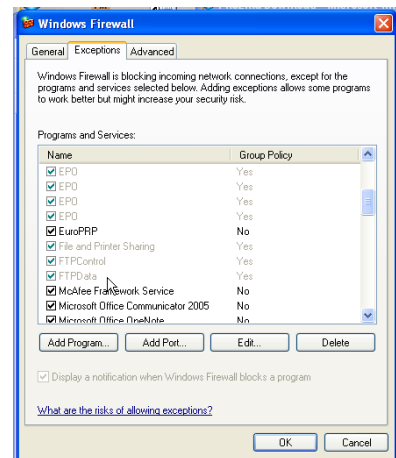 Windows Firewall
General Exceptions Advanced
Windows Firewall is blocking incoming network connections, except for the
programs and services selected below. Adding exceptions allows some programs
to work better but might increase your security risk.
Programs and Services:
Name Group Policy
EPO Yes
EPO Yes
EPO Yes
EPO Yes
EuroPRP No
File and Printer Sharing Yes
FTPControl Yes
FTPData Yes
McAfee Framework Service No
Microsoft Office Communicator 2005 No
Microsoft Office OneNote No
Add Program... Add Port... Edit... Delete
Display a notification when Windows Firewall blocks a program
What are the risks of allowing exceptions?
OK Cancel